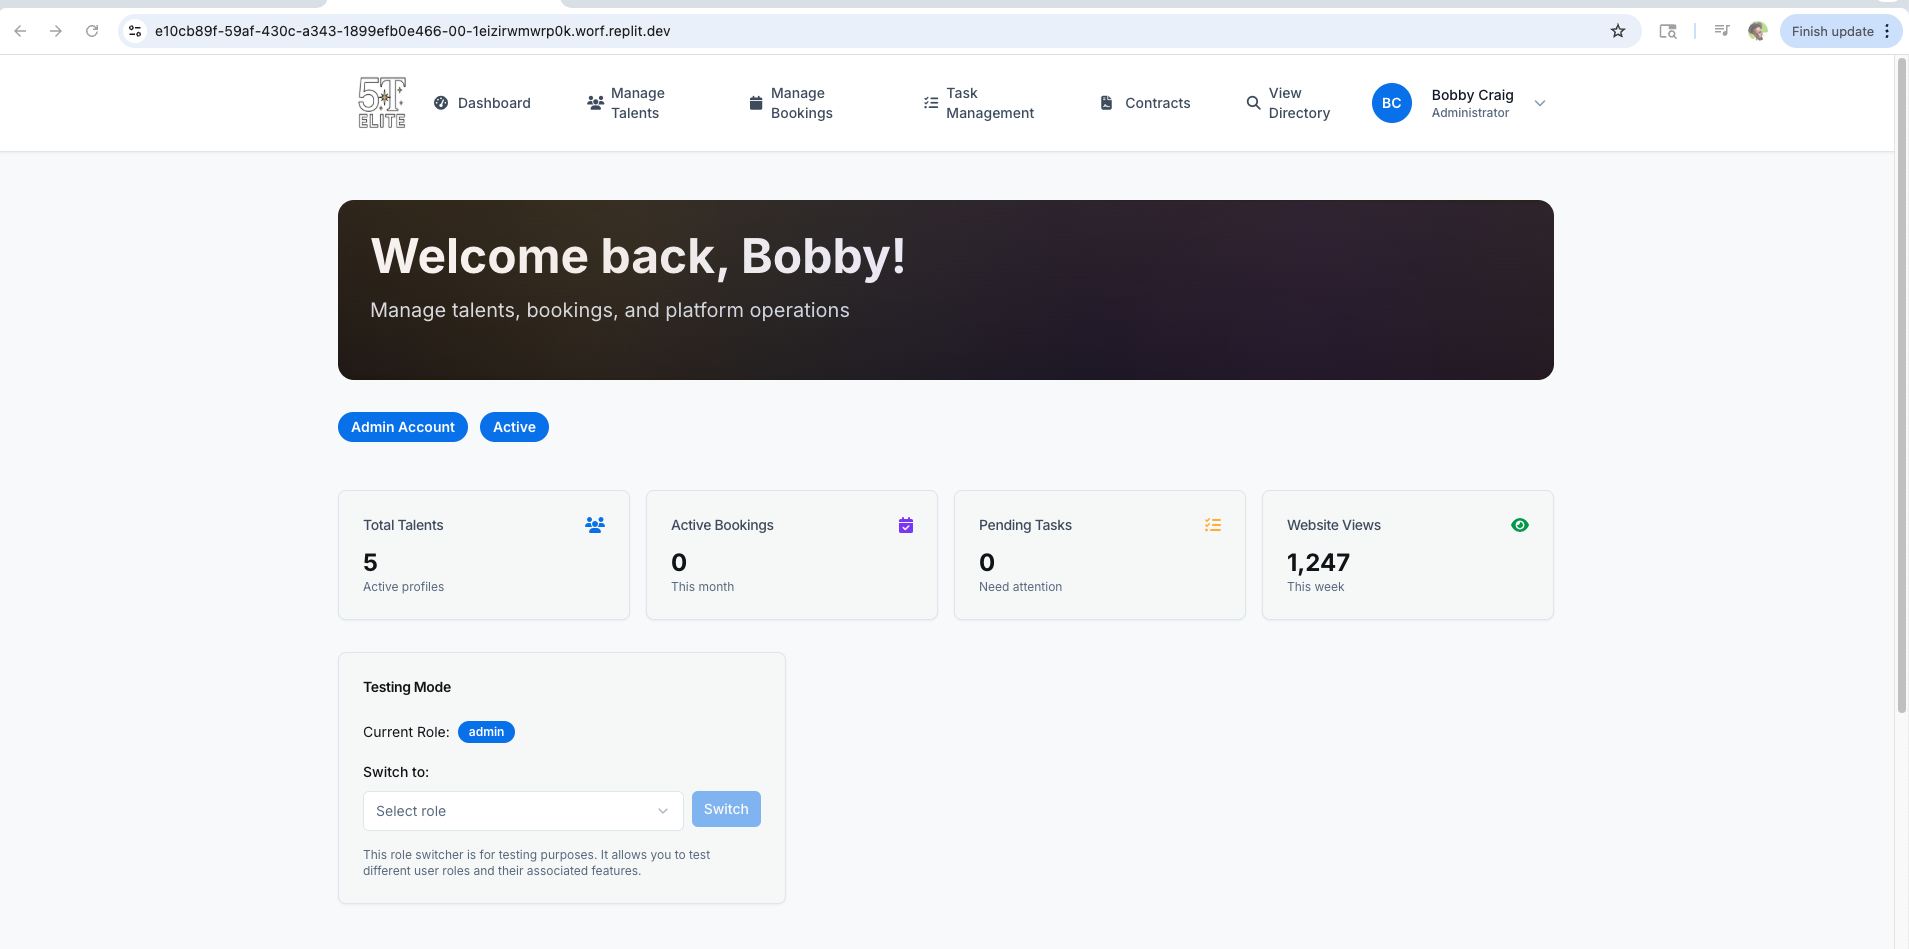 e10cb89f-59af-430c-a343-1899efb0e466-00-1eizirwmwrp0k.worf.replit.dev
Finish update
5T
ELITE
Dashboard
Manage
Talents
Manage
Bookings
Task
Management
Contracts
View
Directory
BC
Bobby Craig
Administrator
Welcome back, Bobby!
Manage talents, bookings, and platform operations
Admin Account
Active
Total Talents
5
Active profiles
Active Bookings
0
This month
Pending Tasks
0
Need attention
Website Views
1,247
This week
Testing Mode
Current Role: admin
Switch to:
Select role
Switch
This role switcher is for testing purposes. It allows you to test
different user roles and their associated features.